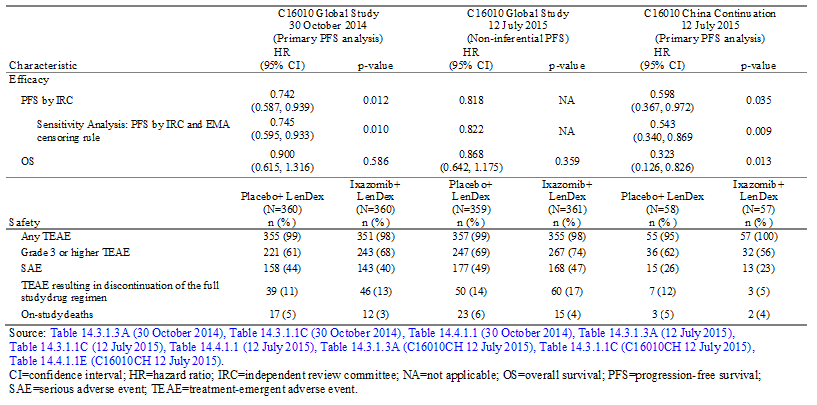 C16010 Global Study C16010 Global Study C16010 China Continuation
30 October 2014 12 July 2015 12 July 2015
(Primary PFS analysis) (Non-inferential PFS) (Primary PFS analysis)
HR HR HR
Characteristic (95% CI) p-value (95% CI) p-value (95% CI) p-value
Efficacy
PFS by IRC 0.742 (587, 0.939) 0.012 0.818 NA 0.598 (0.367, 0.972) 0.035
Sensitivity Analysis: PFS by IRC and EMA censoring rule 0.745 (0.595, 0.933) 0.010 0.822 NA 0.543 (0.340, 0.869 0.009
OS 0.900 (0.615, 1.316) 0.586 0.868 (0.642, 1.175) 0.359 0.323 (0.126, 0.826) 0.013
Placebo+ LenDex Ixazomib+ LenDex Placebo+ LenDex Ixazomib+ LenDex Placebo+ LenDex Ixazomib+ LenDex
(N=360) (N=360) (N=359) (N=361) (N=58) (N=57)
Safety n (%) n (%) n (%) n (%) n (%) n (%)
Any TEAE 355 (99) 351 (98) 357 (99) 355 (98) 55 (95) 57 (100)
Grade 3 or higher TEAE 221 (61) 243 (68) 247 (69) 267 (74) 36 (62) 32 (56)
SAE 158 (44) 143 (40) 177 (49) 168 (47) 15 (26) 13 (23)
TEAE resulting in discontinuation of the full study drug regimen 39 (11) 46 (13) 50 (14) 60 (17) 7 (12) 3 (5)
On-study deaths 17 (5) 12 (3) 23 (6) 15 (4) 3 (5) 2 (4)
Source: Table 14.3.1.3A (30 October 2014), Table 14.3.1.1C (30 October 2014), Table 14.4.1.1 (30 October 2014), Table 14.3.1.3A (12 July 2015),
Table 14.3.1.1C (12 July 2015), Table 14.4.1.1 (12 July 2015), Table 14.3.1.3A (C16010CH 12 July 2015), Table 14.3.1.1C (C16010CH 12 July 2015),
Table 14.4.1.1E (C16010CH 12 July 2015).
CI=confidence interval; HR=hazard ratio; IRC=independent review committee; NA=not applicable; OS=overall survival; PFS=progression-free survival;
SAE=serious adverse event; TEAE=treatment-emergent adverse event.